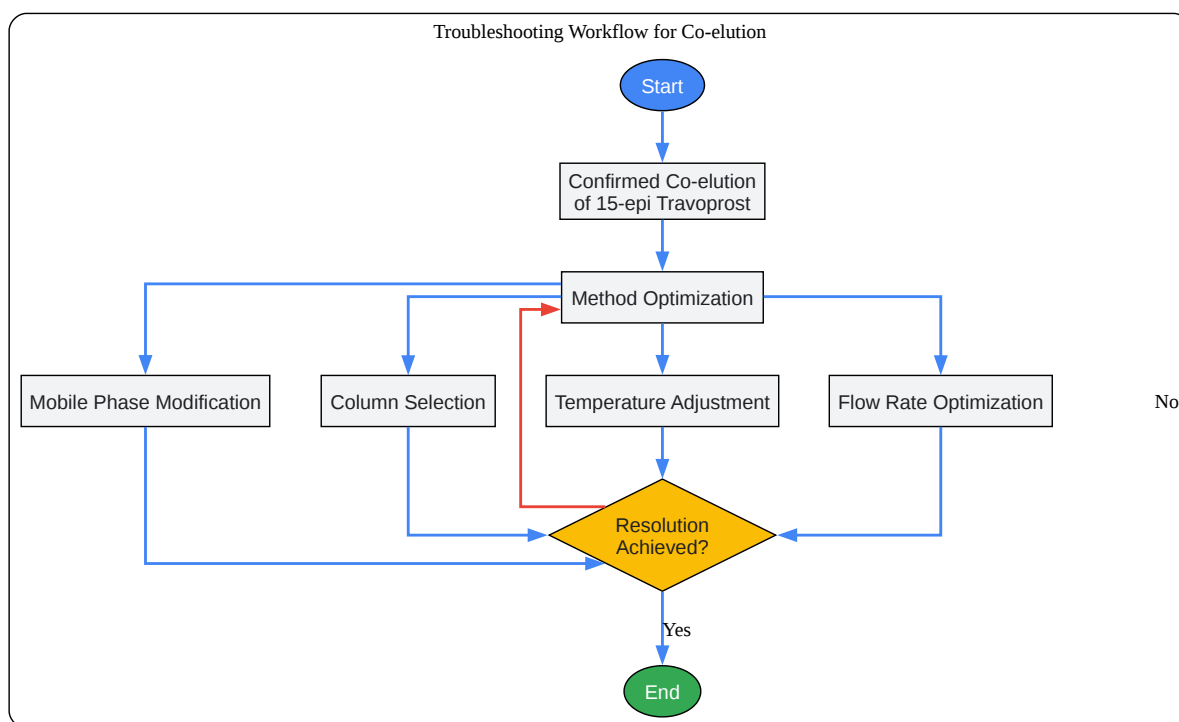 Troubleshooting Workflow for Co-elution
Start
Confirmed Co-elution
of 15-epi Travoprost
Method Optimization
Mobile Phase Modification
Column Selection
Temperature Adjustment
Flow Rate Optimization
No
Resolution
Achieved?
Yes
End